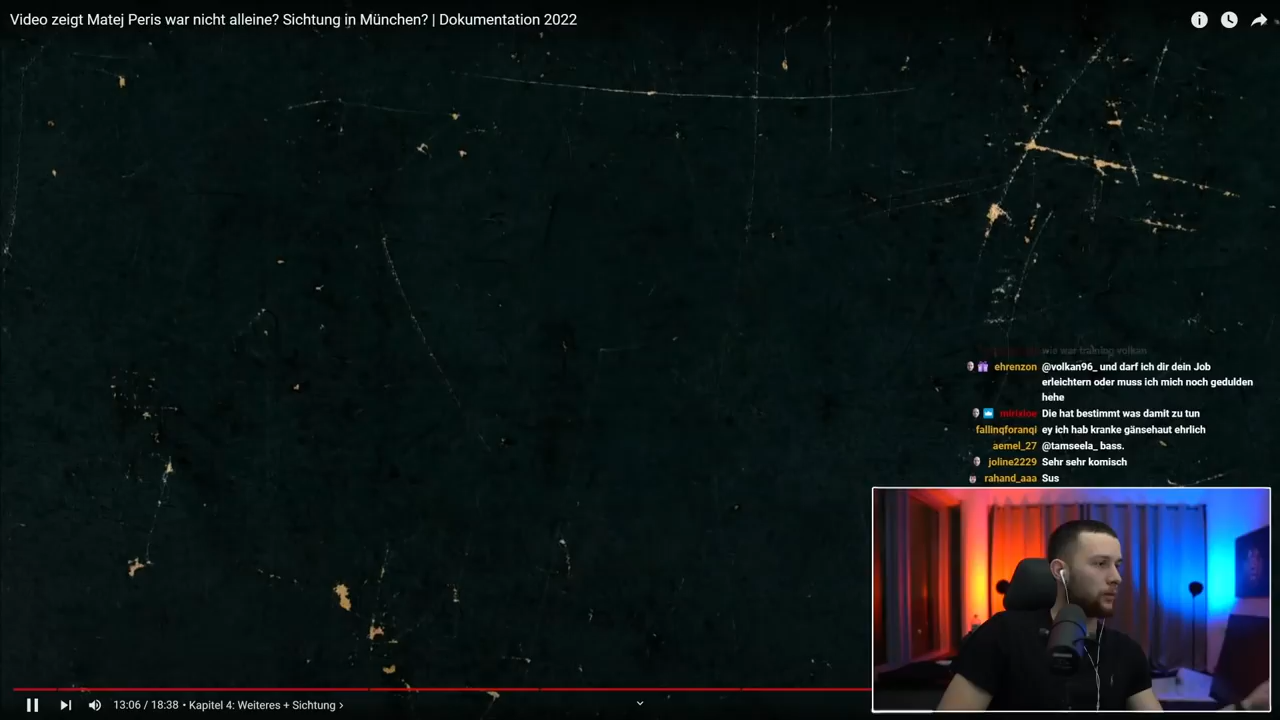 Video zeigt Matej Peris war nicht alleine? Sichtung in München? | Dokumentation 2022
wie war training volkan
ehrenzon @volkan96_ und darf ich dir dein Job
erleichtern oder muss ich mich noch gedulden
hehe
Die hat bestimmt was damit zu tun
fallinqforanqi ey ich hab kranke gänsehaut ehrlich
aemel_27 @tamseela_ bass.
joline2229 Sehr sehr komisch
rahand_aaa Sus
13:06 / 18:38 • Kapitel 4: Weiteres + Sichtung ›